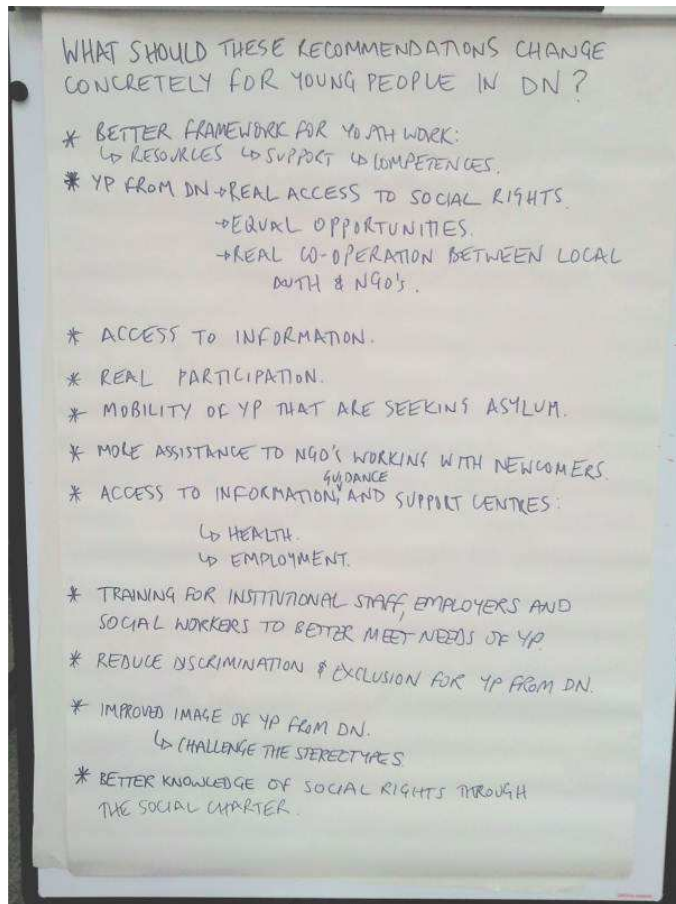 WHAT SHOULD THESE RECOMMENDATIONS CHANGE
CONCRETELY FOR YOUNG PEOPLE IN DN?
* BETTER FRAMEWORK FOR YOUTH WORK:
↳ RESOURCES ↳ SUPPORT ↳ COMPETENCES.
* YP FROM DN → REAL ACCESS TO SOCIAL RIGHTS.
→ EQUAL OPPORTUNITIES.
→ REAL CO-OPERATION BETWEEN LOCAL
AUTH & NGO'S.
* ACCESS TO INFORMATION.
* REAL PARTICIPATION.
* MOBILITY OF YP THAT ARE SEEKING ASYLUM.
* MORE ASSISTANCE TO NGO'S WORKING WITH NEWCOMERS.
* ACCESS TO INFORMATION, GUIDANCE AND SUPPORT CENTRES:
↳ HEALTH.
↳ EMPLOYMENT.
* TRAINING FOR INSTITUTIONAL STAFF, EMPLOYERS AND
SOCIAL WORKERS TO BETTER MEET NEEDS OF YP.
* REDUCE DISCRIMINATION & EXCLUSION FOR YP FROM DN.
* IMPROVED IMAGE OF YP FROM DN.
↳ CHALLENGE THE STEREOTYPES.
* BETTER KNOWLEDGE OF SOCIAL RIGHTS THROUGH
THE SOCIAL CHARTER.